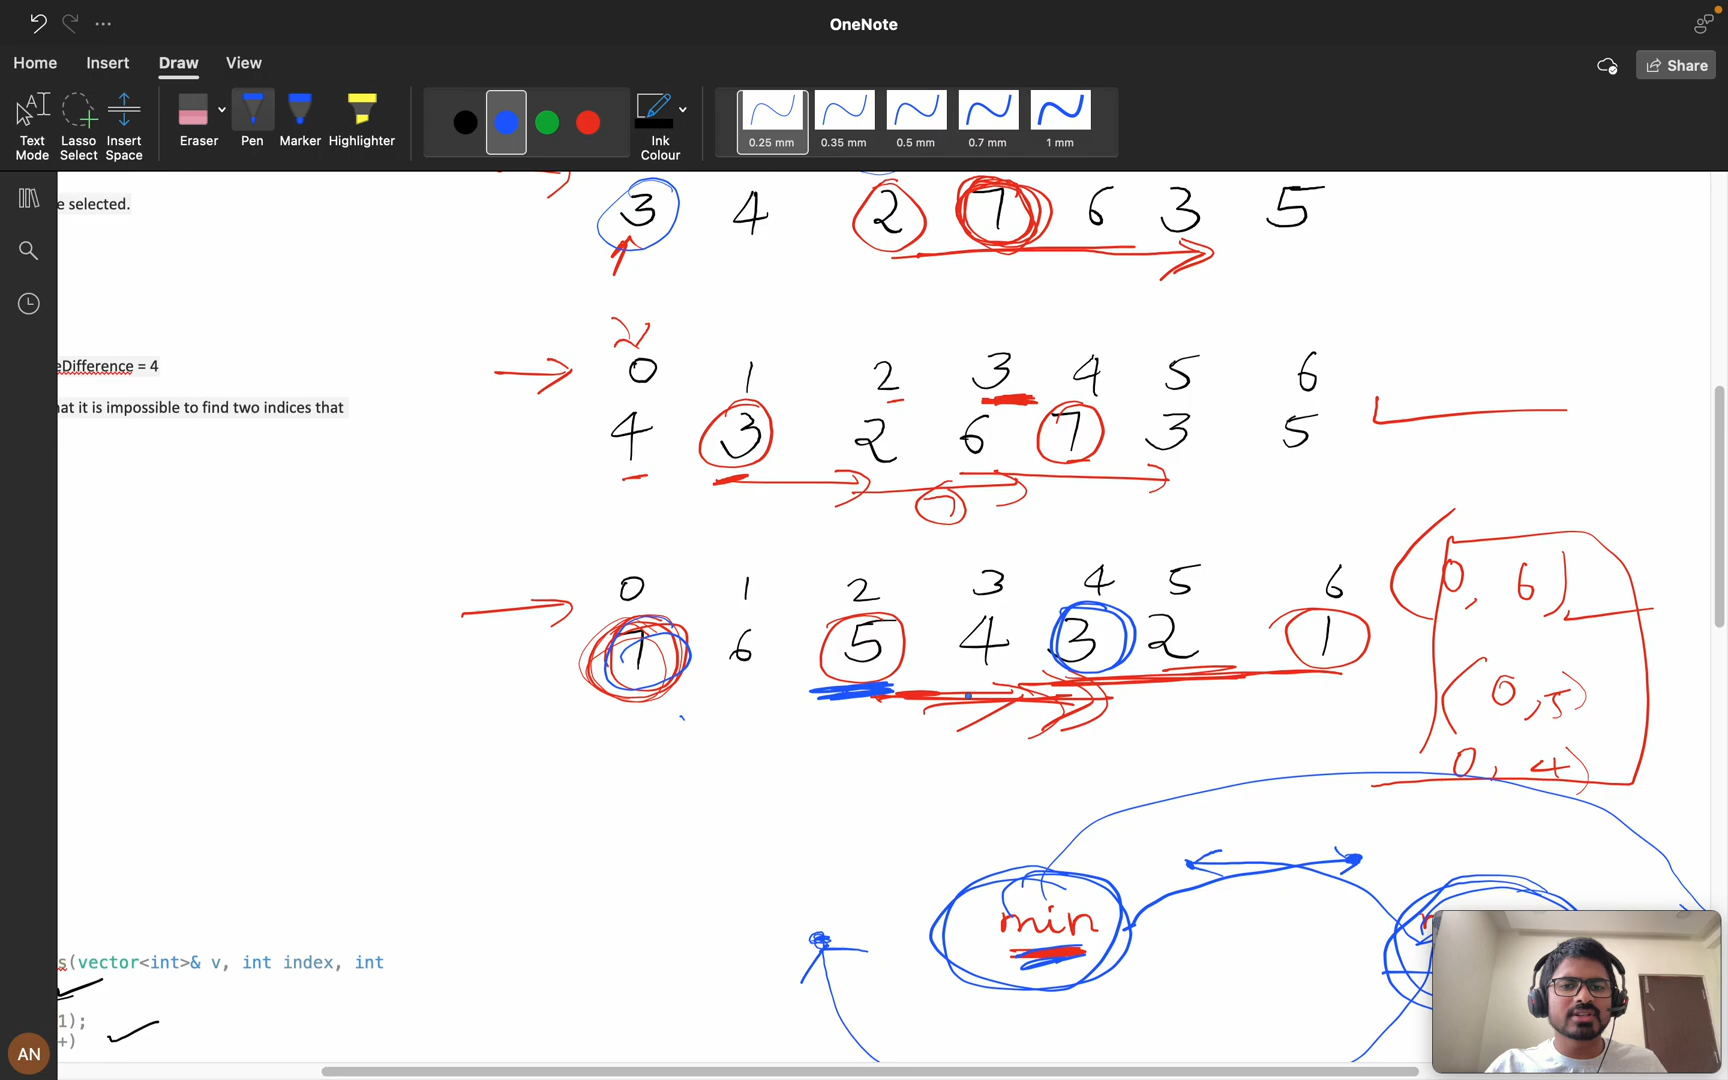 OneNote
Home Insert Draw View
Share
Text Mode
Lasso Select
Insert Space
Eraser
Pen
Marker
Highlighter
Ink Colour
0.25 mm
0.35 mm
0.5 mm
0.7 mm
1 mm
e selected.
3 4 2 7 6 3 5
eDifference = 4
0 1 2 3 4 5 6
hat it is impossible to find two indices that
4 3 2 6 7 3 5
7
0 1 2 3 4 5 6
7 6 5 4 3 2 1
(0, 6),
(0, 5)
0, 4)
min
s(vector<int>& v, int index, int
1);
+)
AN